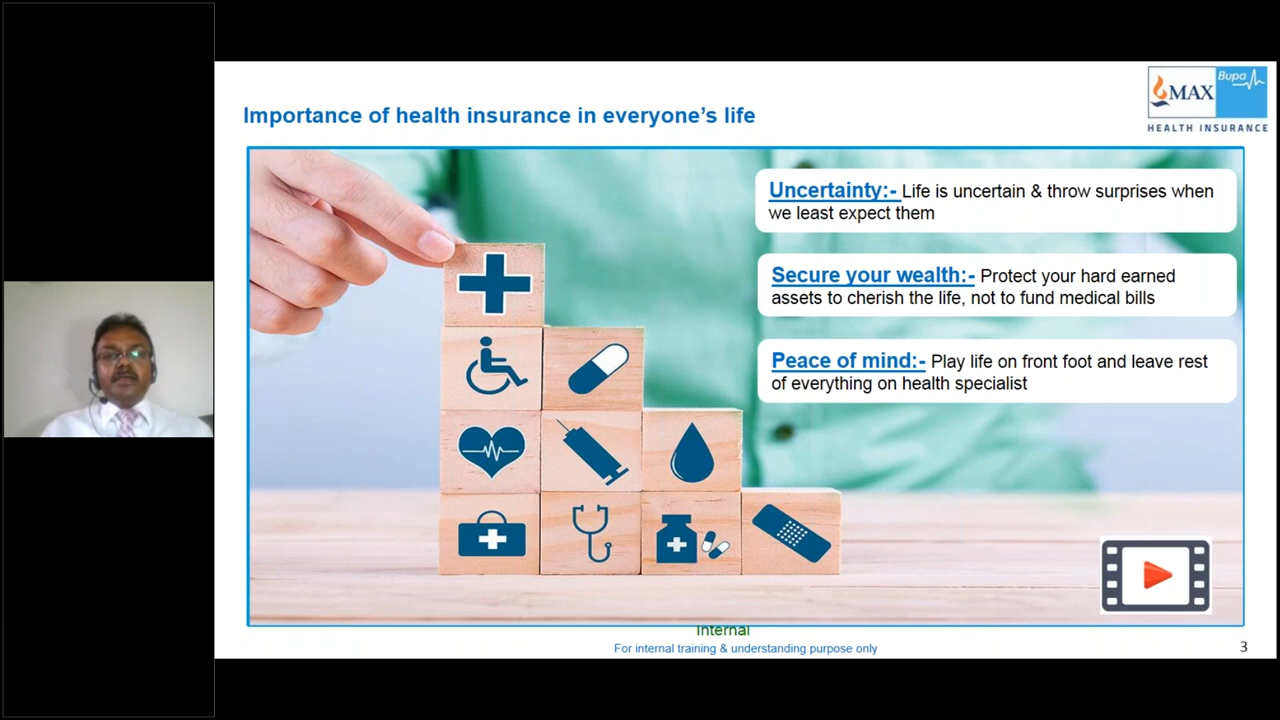 Importance of health insurance in everyone's life
MAX
Bupa
HEALTH INSURANCE
Uncertainty:- Life is uncertain & throw surprises when
we least expect them
Secure your wealth:- Protect your hard earned
assets to cherish the life, not to fund medical bills
Peace of mind:- Play life on front foot and leave rest
of everything on health specialist
Internal
For internal training & understanding purpose only
3